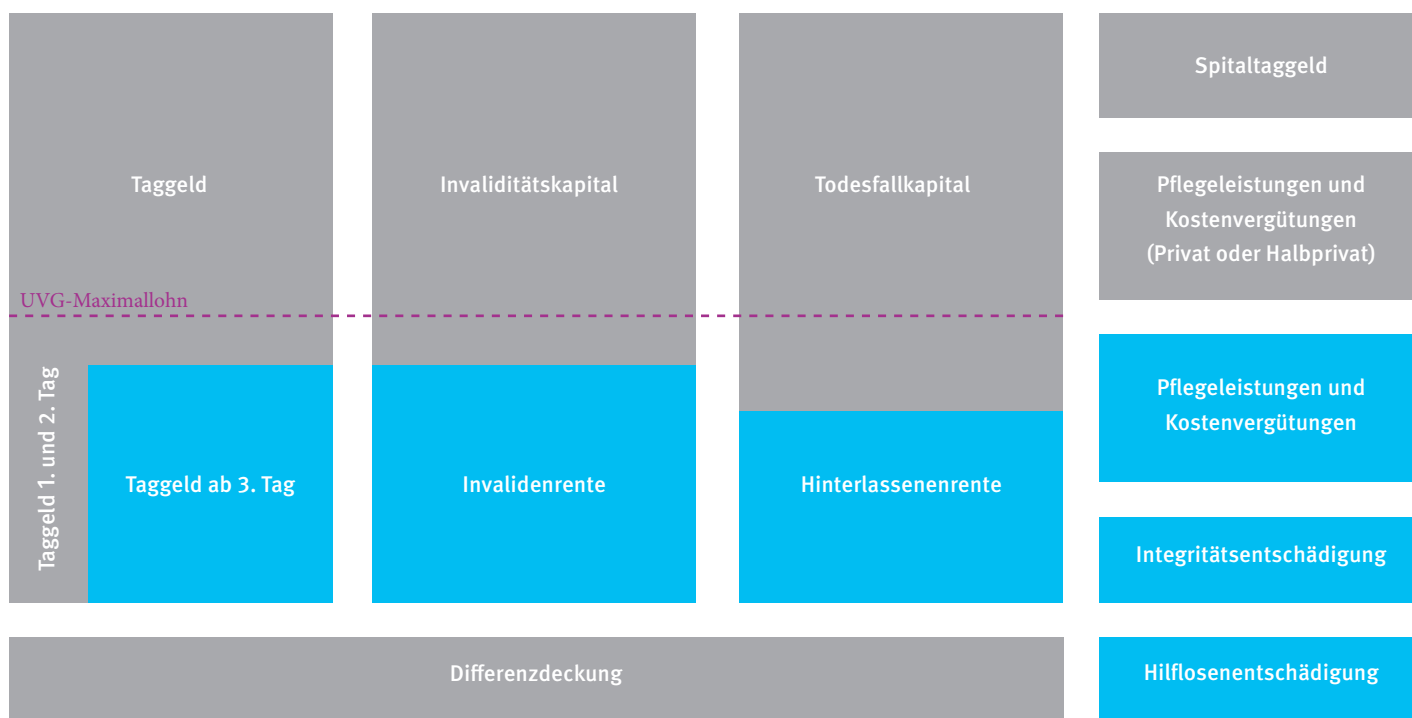 Taggeld
UVG-Maximallohn
Taggeld 1. und 2. Tag
Taggeld ab 3. Tag
Invaliditätskapital
Invalidenrente
Todesfallkapital
Hinterlassenenrente
Differenzdeckung
Spitaltaggeld
Pflegeleistungen und
Kostenvergütungen
(Privat oder Halbprivat)
Pflegeleistungen und
Kostenvergütungen
Integritätsentschädigung
Hilflosenentschädigung